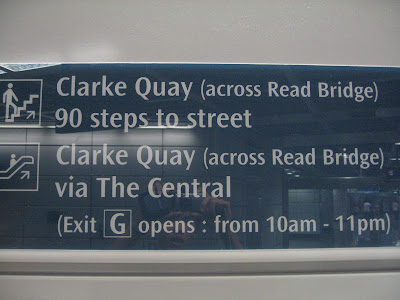 Clarke Quay (across Read Bridge)
90 steps to street
Clarke Quay (across Read Bridge)
via The Central
(Exit G opens : from 10am - 11pm)